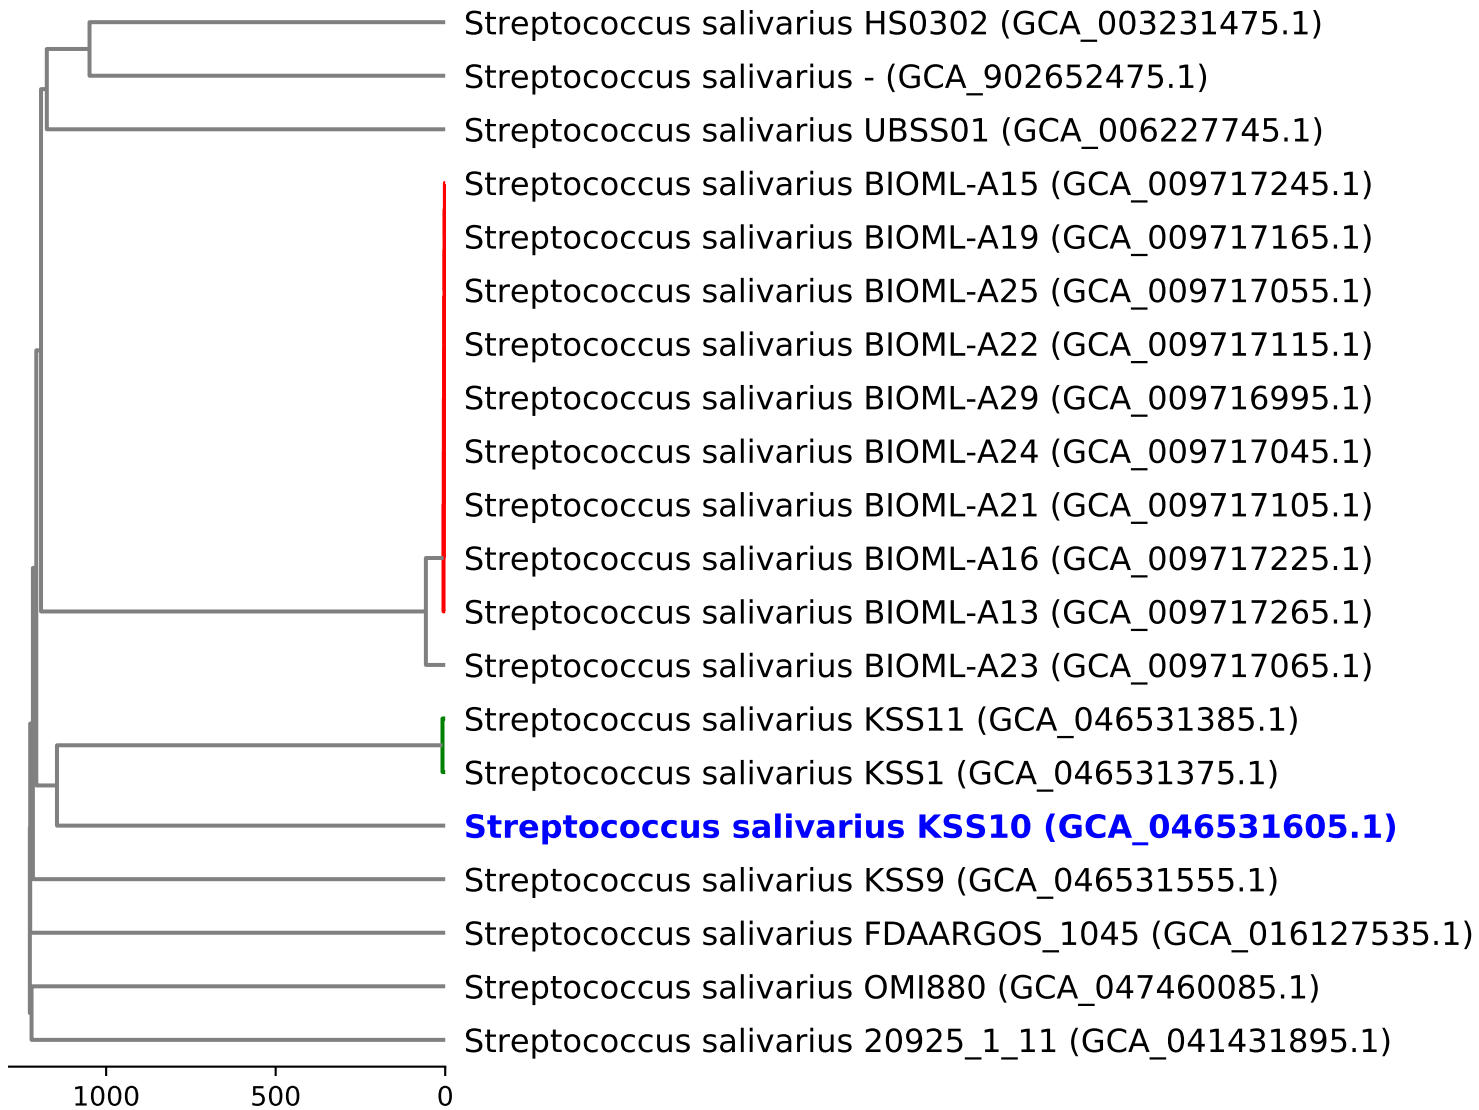 Streptococcus salivarius HS0302 (GCA_003231475.1)
Streptococcus salivarius - (GCA_902652475.1)
Streptococcus salivarius UBSS01 (GCA_006227745.1)
Streptococcus salivarius BIOML-A15 (GCA_009717245.1)
Streptococcus salivarius BIOML-A19 (GCA_009717165.1)
Streptococcus salivarius BIOML-A25 (GCA_009717055.1)
Streptococcus salivarius BIOML-A22 (GCA_009717115.1)
Streptococcus salivarius BIOML-A29 (GCA_009716995.1)
Streptococcus salivarius BIOML-A24 (GCA_009717045.1)
Streptococcus salivarius BIOML-A21 (GCA_009717105.1)
Streptococcus salivarius BIOML-A16 (GCA_009717225.1)
Streptococcus salivarius BIOML-A13 (GCA_009717265.1)
Streptococcus salivarius BIOML-A23 (GCA_009717065.1)
Streptococcus salivarius KSS11 (GCA_046531385.1)
Streptococcus salivarius KSS1 (GCA_046531375.1)
Streptococcus salivarius KSS10 (GCA_046531605.1)
Streptococcus salivarius KSS9 (GCA_046531555.1)
Streptococcus salivarius FDAARGOS_1045 (GCA_016127535.1)
Streptococcus salivarius OMI880 (GCA_047460085.1)
Streptococcus salivarius 20925_1_11 (GCA_041431895.1)
1000 500 0